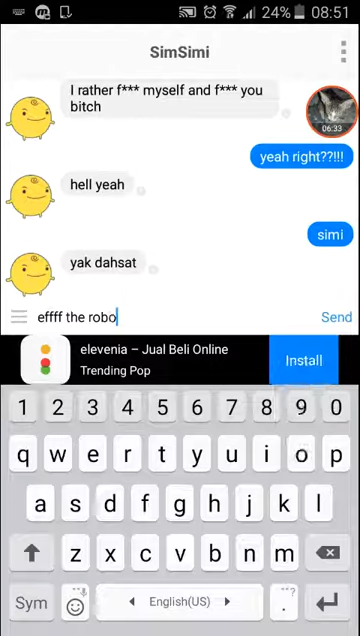 24% 08:51
SimSimi
I rather f*** myself and f*** you
bitch
06:33
yeah right??!!!
hell yeah
simi
yak dahsat
effff the robo
Send
elevenia – Jual Beli Online
Trending Pop
Install
1 2 3 4 5 6 7 8 9 0
q w e r t y u i o p
a s d f g h j k l
z x c v b n m
Sym
English(US)
. ?